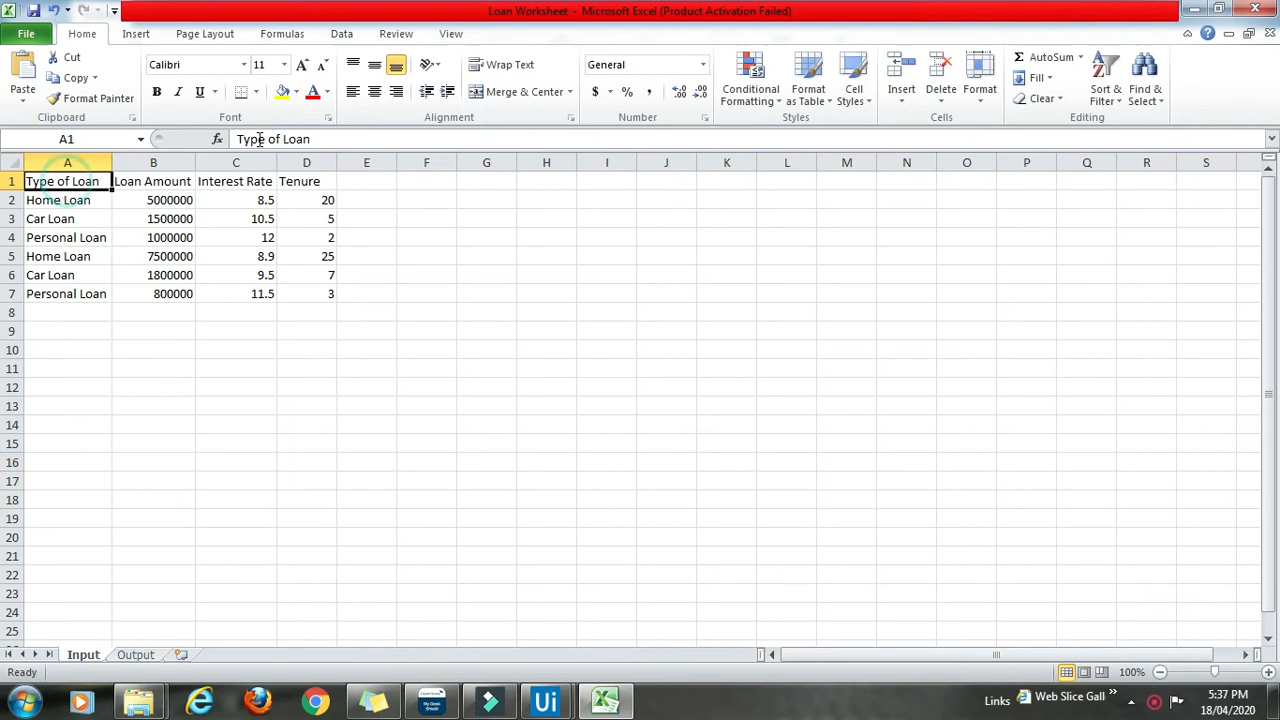 Loan Worksheet - Microsoft Excel (Product Activation Failed)
File Home Insert Page Layout Formulas Data Review View
Paste Cut Copy Format Painter Clipboard
Calibri 11 B I U A A A Font
Wrap Text Merge & Center Alignment
General $ % , .0 .00 .00 .0 Number
Conditional Formatting Format as Table Cell Styles Styles
Insert Delete Format Cells
Σ AutoSum Fill Clear Sort & Filter Find & Select Editing
A1 fx Type of Loan
A B C D E F G H I J K L M N O P Q R S
1 Type of Loan Loan Amount Interest Rate Tenure
2 Home Loan 5000000 8.5 20
3 Car Loan 1500000 10.5 5
4 Personal Loan 1000000 12 2
5 Home Loan 7500000 8.9 25
6 Car Loan 1800000 9.5 7
7 Personal Loan 800000 11.5 3
8
9
10
11
12
13
14
15
16
17
18
19
20
21
22
23
24
25
Input Output
Ready 100%
Ui Links Web Slice Gall » 5:37 PM
18/04/2020